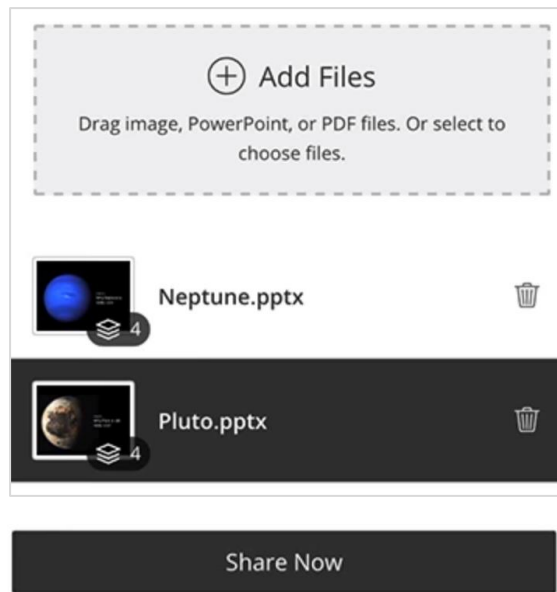 Add Files
Drag image, PowerPoint, or PDF files. Or select to
choose files.
4
Neptune.pptx
4
Pluto.pptx
Share Now